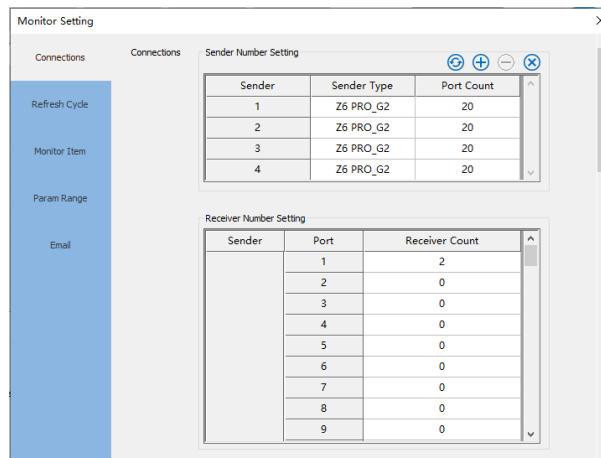 Monitor Setting
Connections
Refresh Cycle
Monitor Item
Param Range
Email
Connections
Sender Number Setting
Sender Sender Type Port Count
1 Z6 PRO_G2 20
2 Z6 PRO_G2 20
3 Z6 PRO_G2 20
4 Z6 PRO_G2 20
Receiver Number Setting
Sender Port Receiver Count
1 2
2 0
3 0
4 0
5 0
6 0
7 0
8 0
9 0